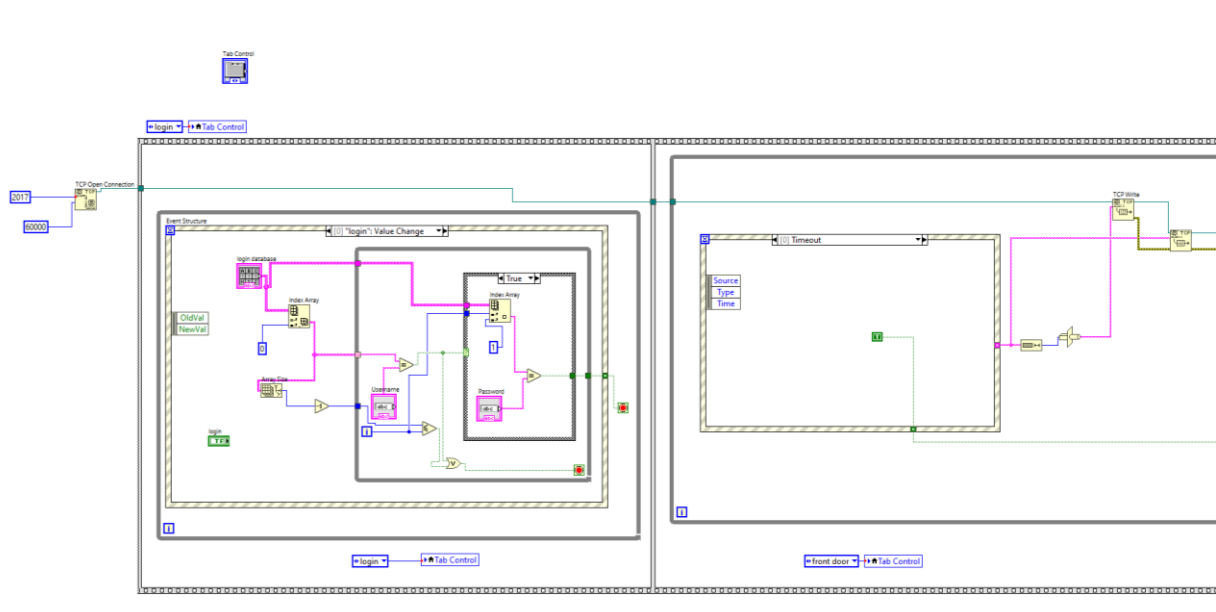 Tab Control
login
Tab Control
TCP Open Connection
2017
60000
Event Structure
[0] "login": Value Change
login database
Index Array
OldVal
NewVal
0
Array Size
login
True
Index Array
1
Username
Password
i
i
login
Tab Control
TCP Write
[0] Timeout
Source
Type
Time
i
front door
Tab Control